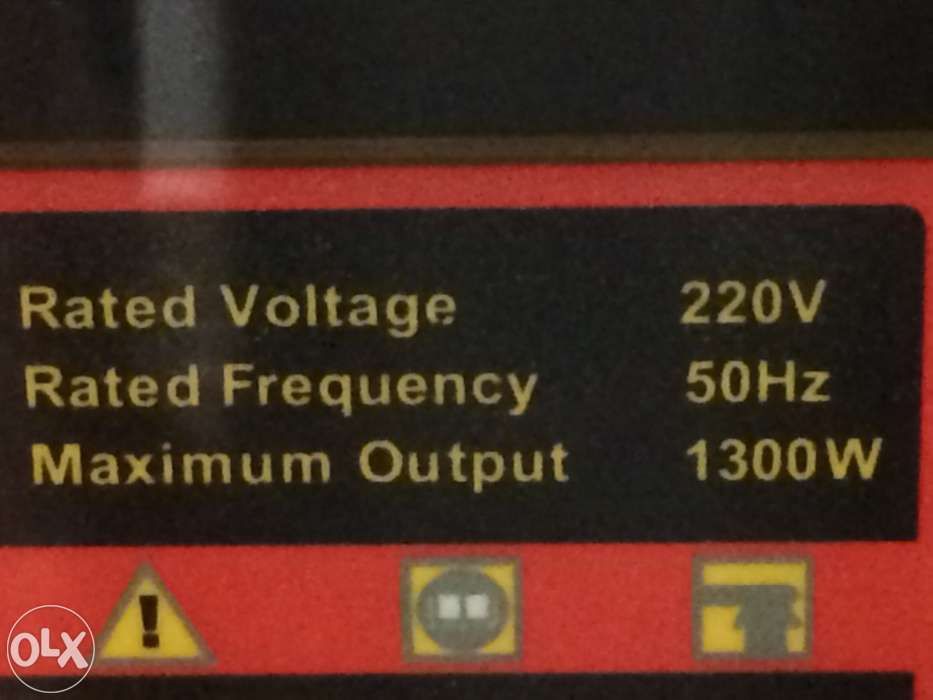 Rated Voltage 220V
Rated Frequency 50Hz
Maximum Output 1300W
!
OLX